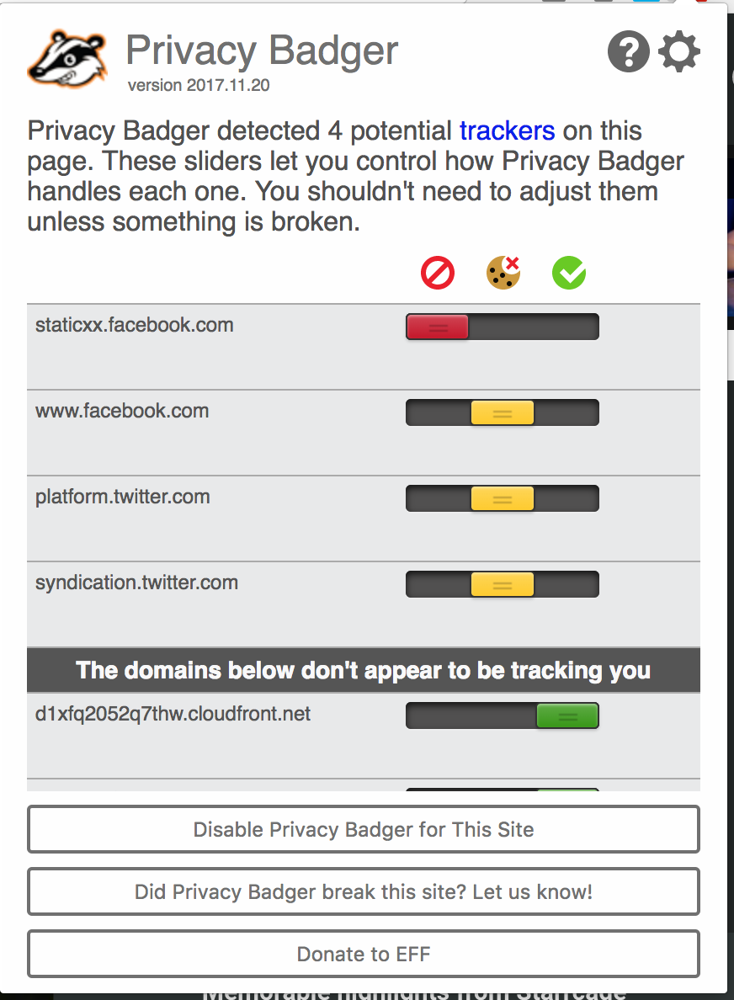 Privacy Badger
version 2017.11.20
Privacy Badger detected 4 potential trackers on this
page. These sliders let you control how Privacy Badger
handles each one. You shouldn't need to adjust them
unless something is broken.
staticxx.facebook.com
www.facebook.com
platform.twitter.com
syndication.twitter.com
The domains below don't appear to be tracking you
d1xfq2052q7thw.cloudfront.net
Disable Privacy Badger for This Site
Did Privacy Badger break this site? Let us know!
Donate to EFF
Memorable highlights from Starrcade